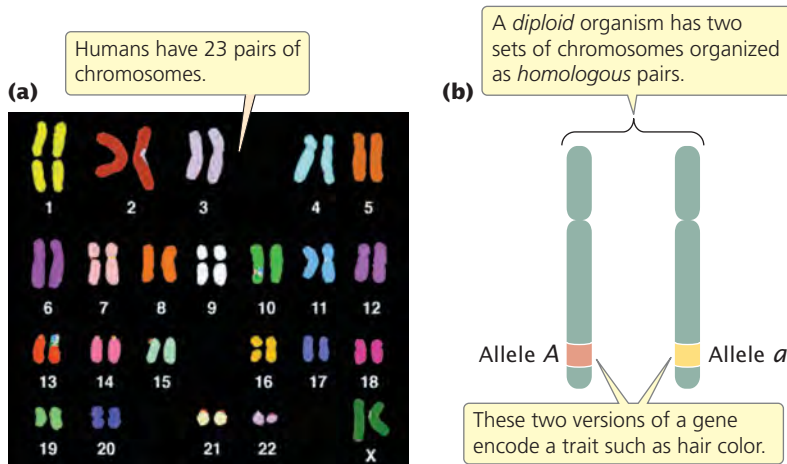 Humans have 23 pairs of
chromosomes.
(a)
1 2 3 4 5
6 7 8 9 10 11 12
13 14 15 16 17 18
19 20 21 22 X
A diploid organism has two
sets of chromosomes organized
as homologous pairs.
(b)
Allele A Allele a
These two versions of a gene
encode a trait such as hair color.